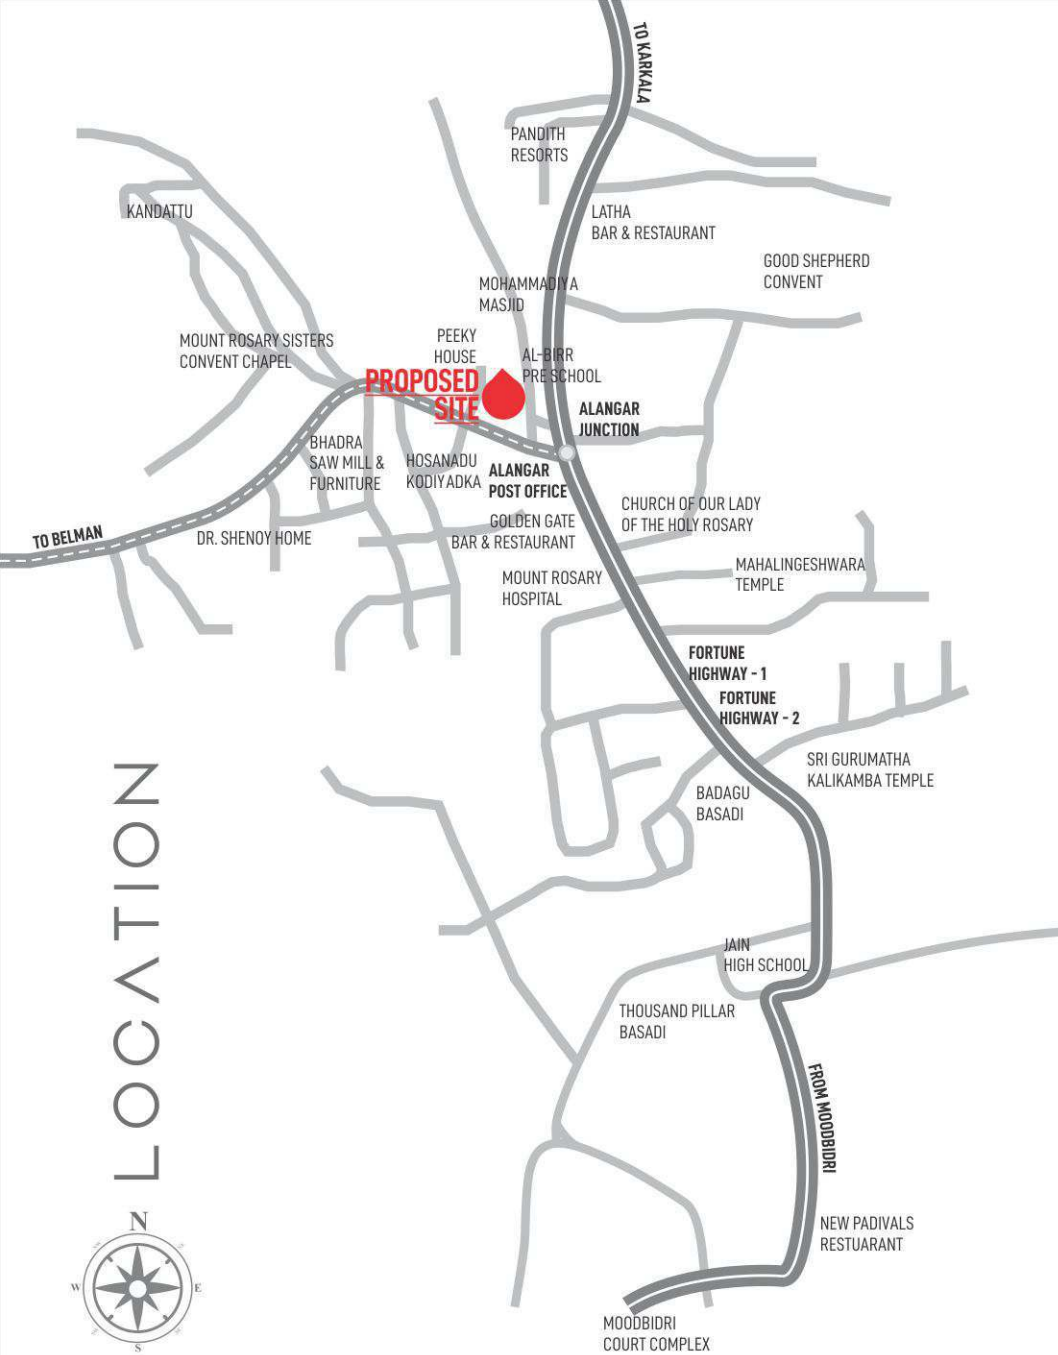 TO KARKALA
PANDITH
RESORTS
KANDATTU
LATHA
BAR & RESTAURANT
GOOD SHEPHERD
CONVENT
MOHAMMADIYA
MASJID
MOUNT ROSARY SISTERS
CONVENT CHAPEL
PEEKY
HOUSE
AL-BIRR
PRE SCHOOL
PROPOSED
SITE
ALANGAR
JUNCTION
BHADRA
SAW MILL &
FURNITURE
HOSANADU
KODIYADKA
ALANGAR
POST OFFICE
CHURCH OF OUR LADY
OF THE HOLY ROSARY
TO BELMAN
DR. SHENOY HOME
GOLDEN GATE
BAR & RESTAURANT
MOUNT ROSARY
HOSPITAL
MAHALINGESHWARA
TEMPLE
FORTUNE
HIGHWAY - 1
FORTUNE
HIGHWAY - 2
SRI GURUMATHA
KALIKAMBA TEMPLE
BADAGU
BASADI
LOCATION
JAIN
HIGH SCHOOL
THOUSAND PILLAR
BASADI
FROM MOODBIDRI
NEW PADIVALS
RESTUARANT
MOODBIDRI
COURT COMPLEX
N
W
E
S